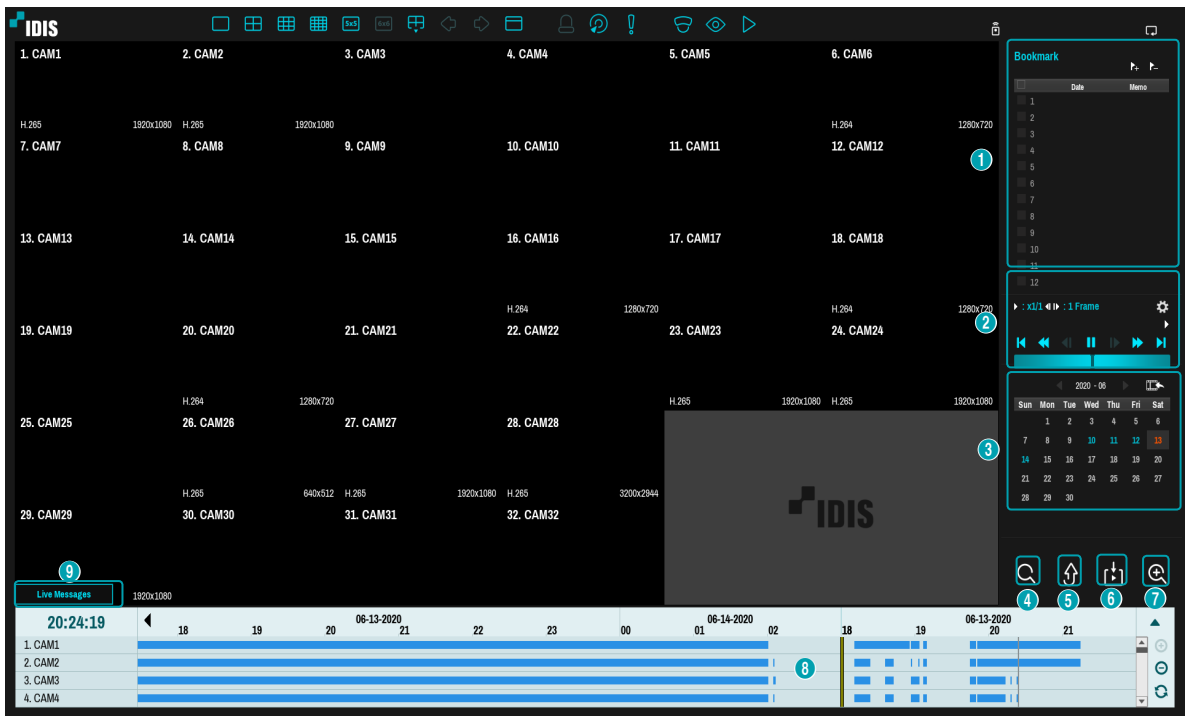 IDIS 5x5 6x6
1. CAM1 2. CAM2 3. CAM3 4. CAM4 5. CAM5 6. CAM6
H.265 1920x1080 H.265 1920x1080 H.264 1280x720
7. CAM7 8. CAM8 9. CAM9 10. CAM10 11. CAM11 12. CAM12
13. CAM13 14. CAM14 15. CAM15 16. CAM16 17. CAM17 18. CAM18
H.264 1280x720 H.264 1280x720
19. CAM19 20. CAM20 21. CAM21 22. CAM22 23. CAM23 24. CAM24
H.264 1280x720 H.265 1920x1080 H.265 1920x1080
25. CAM25 26. CAM26 27. CAM27 28. CAM28
H.265 640x512 H.265 1920x1080 H.265 3200x2944
IDIS
29. CAM29 30. CAM30 31. CAM31 32. CAM32
1920x1080
9
Live Messages
Bookmark
Date Memo
1
2
3
4
5
6
7
8
9
10
11
12
1
: x1/1 : 1 Frame
2
2020 - 06
Sun Mon Tue Wed Thu Fri Sat
1 2 3 4 5 6
7 8 9 10 11 12 13
14 15 16 17 18 19 20
21 22 23 24 25 26 27
28 29 30
3
4 5 6 7
20:24:19 06-13-2020 06-14-2020 06-13-2020
18 19 20 21 22 23 00 01 02 18 19 20 21
1. CAM1
2. CAM2
3. CAM3
4. CAM4
8